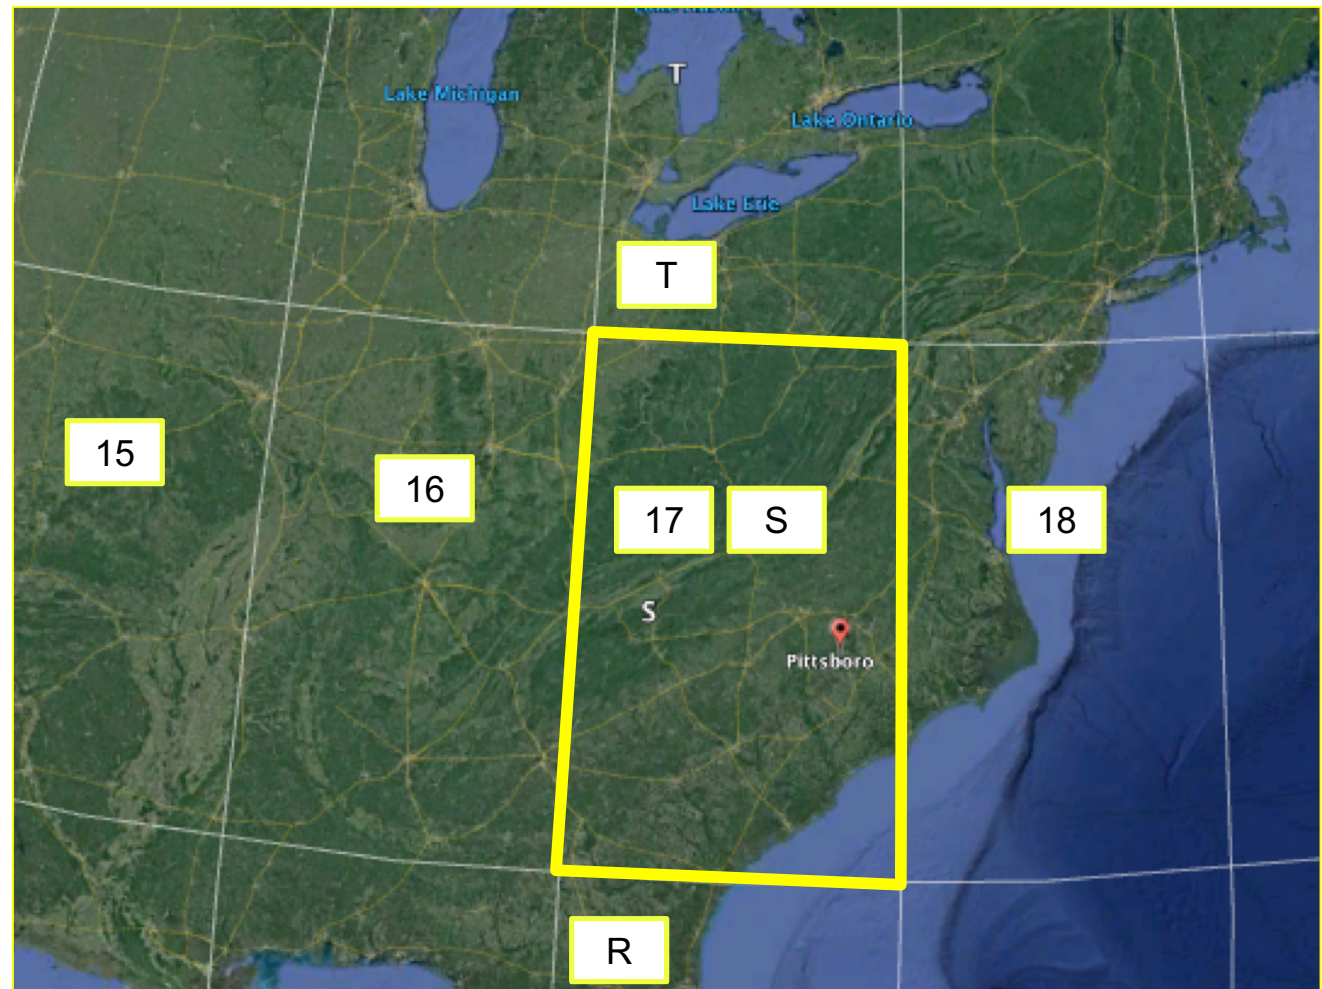 T
Lake Michigan
Lake Ontario
Lake Erie
T
15
16
17
S
18
S
Pittsboro
R